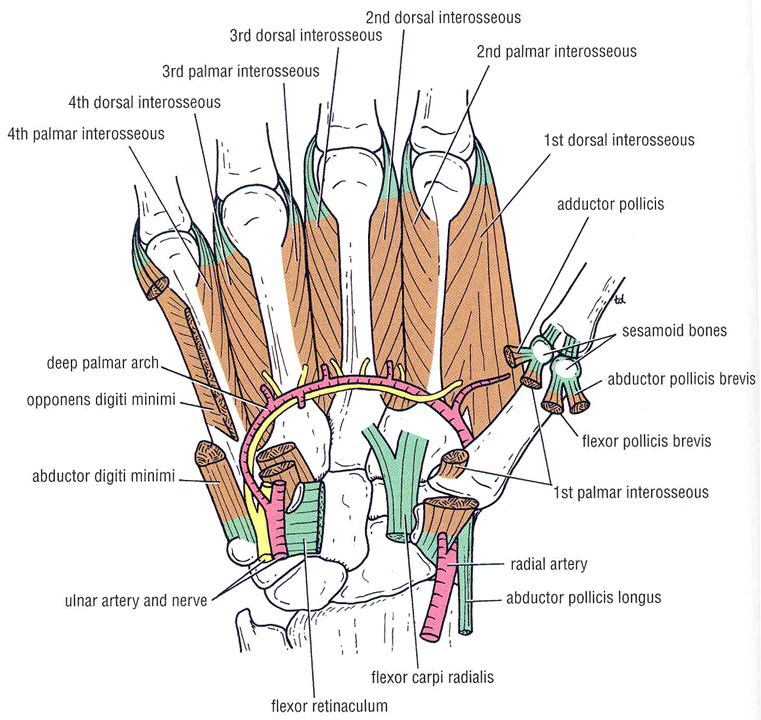 2nd dorsal interosseous
3rd dorsal interosseous
2nd palmar interosseous
3rd palmar interosseous
4th dorsal interosseous
4th palmar interosseous
1st dorsal interosseous
adductor pollicis
td
sesamoid bones
deep palmar arch
abductor pollicis brevis
opponens digiti minimi
flexor pollicis brevis
abductor digiti minimi
1st palmar interosseous
radial artery
ulnar artery and nerve
abductor pollicis longus
flexor carpi radialis
flexor retinaculum